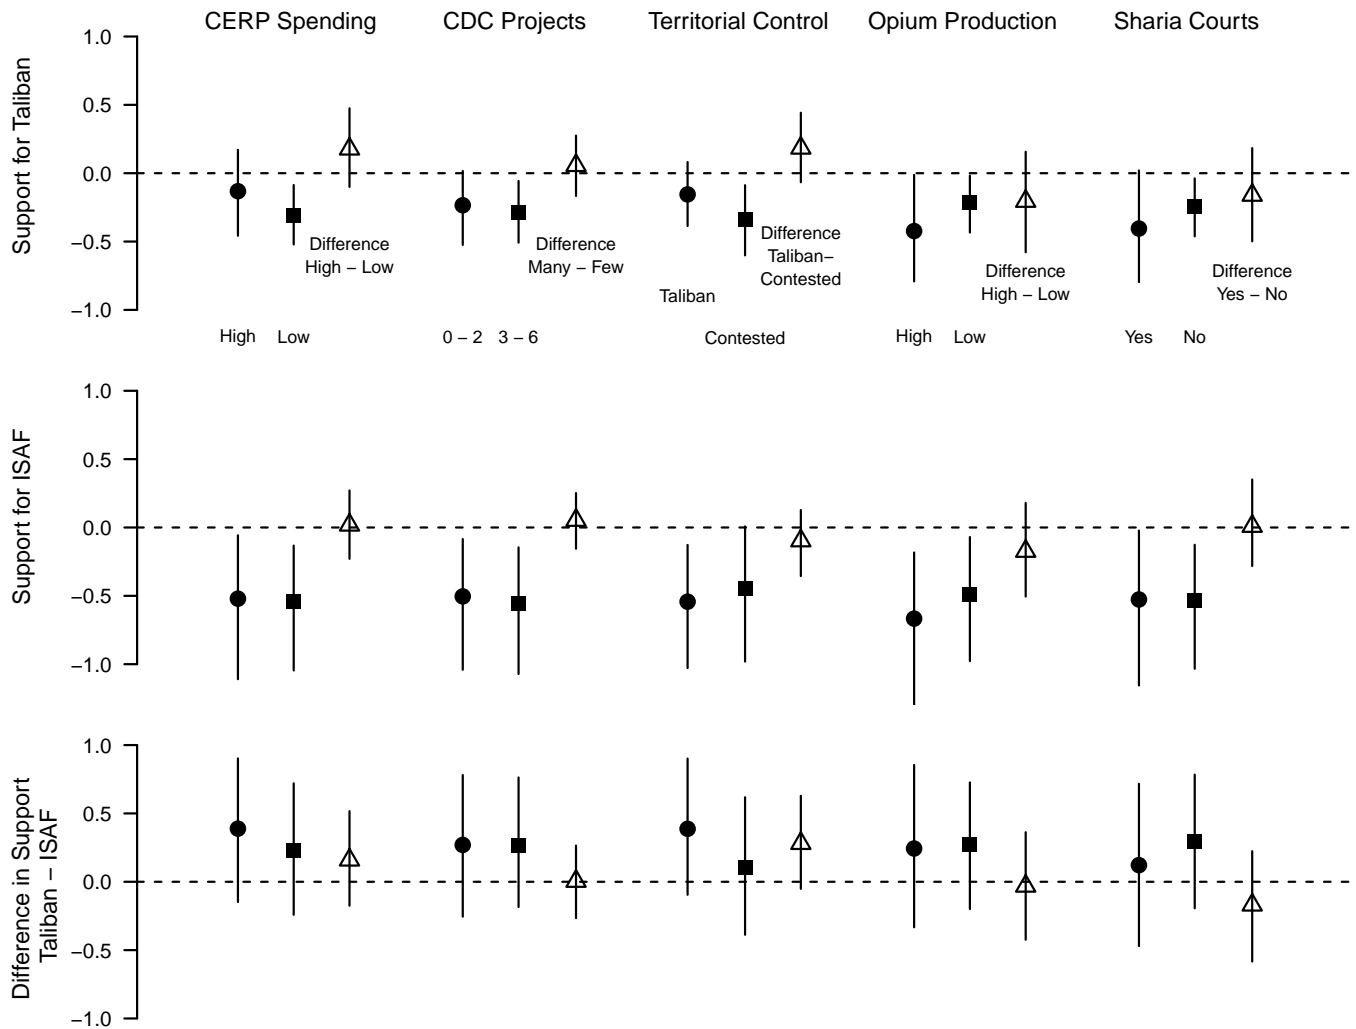 CERP Spending CDC Projects Territorial Control Opium Production Sharia Courts
Support for Taliban
1.0
0.5
0.0
−0.5
−1.0
Difference
High − Low
Difference
Many − Few
Difference
Taliban−
Contested
Taliban
Difference
High − Low
Difference
Yes − No
High Low
0 − 2 3 − 6
Contested
High Low
Yes No
Support for ISAF
1.0
0.5
0.0
−0.5
−1.0
Difference in Support
Taliban − ISAF
1.0
0.5
0.0
−0.5
−1.0